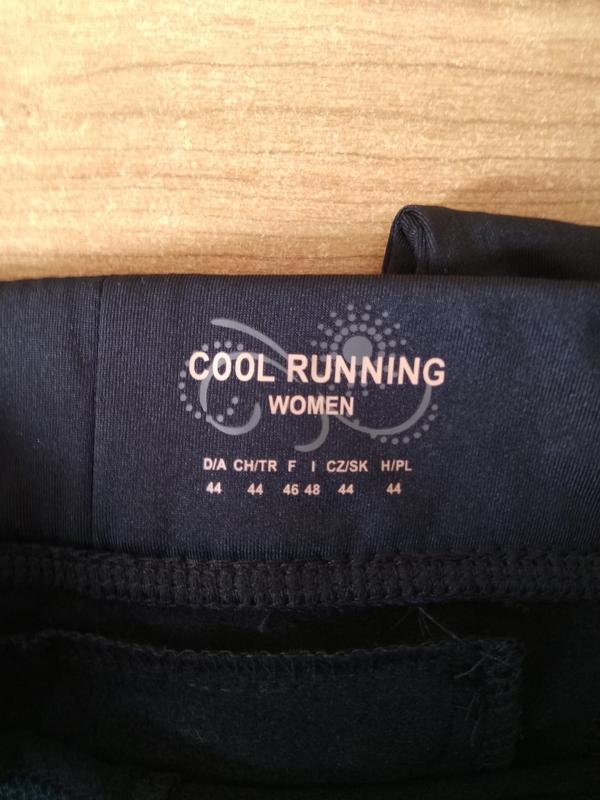 COOL RUNNING
WOMEN
D/A CH/TR F I CZ/SK H/PL
44 44 46 48 44 44